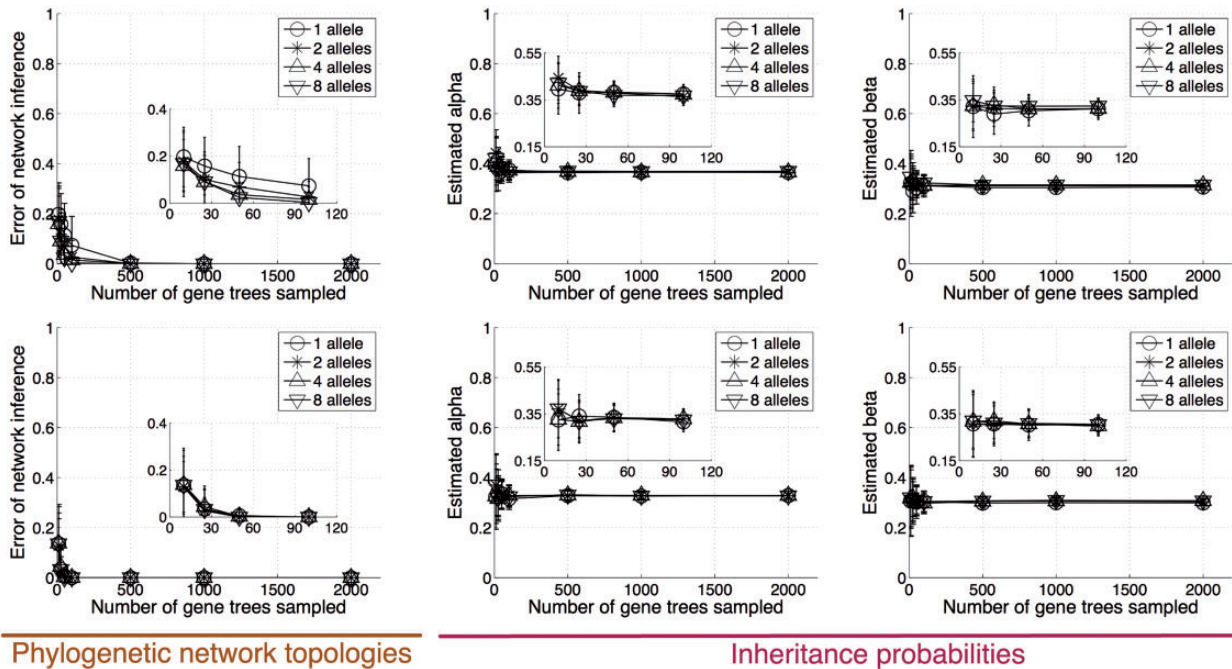 1 allele
2 alleles
4 alleles
8 alleles
Error of network inference
1
0.8
0.6
0.4
0.2
0
0.4
0.2
0
0 30 60 90 120
0 500 1000 1500 2000
Number of gene trees sampled
1 allele
2 alleles
4 alleles
8 alleles
Estimated alpha
1
0.8
0.6
0.4
0.2
0
0.55
0.35
0.15
0 30 60 90 120
0 500 1000 1500 2000
Number of gene trees sampled
1 allele
2 alleles
4 alleles
8 alleles
Estimated beta
1
0.8
0.6
0.4
0.2
0
0.55
0.35
0.15
0 30 60 90 120
0 500 1000 1500 2000
Number of gene trees sampled
1 allele
2 alleles
4 alleles
8 alleles
Error of network inference
1
0.8
0.6
0.4
0.2
0
0.4
0.2
0
0 30 60 90 120
0 500 1000 1500 2000
Number of gene trees sampled
1 allele
2 alleles
4 alleles
8 alleles
Estimated alpha
1
0.8
0.6
0.4
0.2
0
0.55
0.35
0.15
0 30 60 90 120
0 500 1000 1500 2000
Number of gene trees sampled
1 allele
2 alleles
4 alleles
8 alleles
Estimated beta
1
0.8
0.6
0.4
0.2
0
0.55
0.35
0.15
0 30 60 90 120
0 500 1000 1500 2000
Number of gene trees sampled
Phylogenetic network topologies
Inheritance probabilities